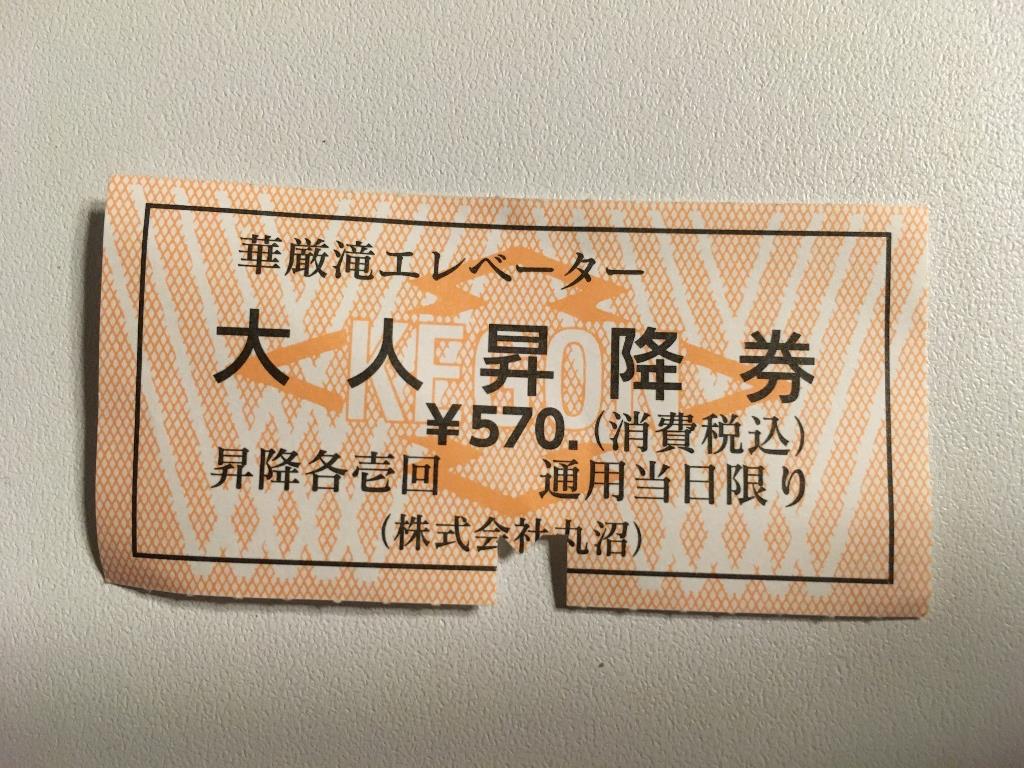 華厳滝エレベーター
大人昇降券
KEGON
¥570.(消費税込)
昇降各壱回 通用当日限り
(株式会社丸沼)